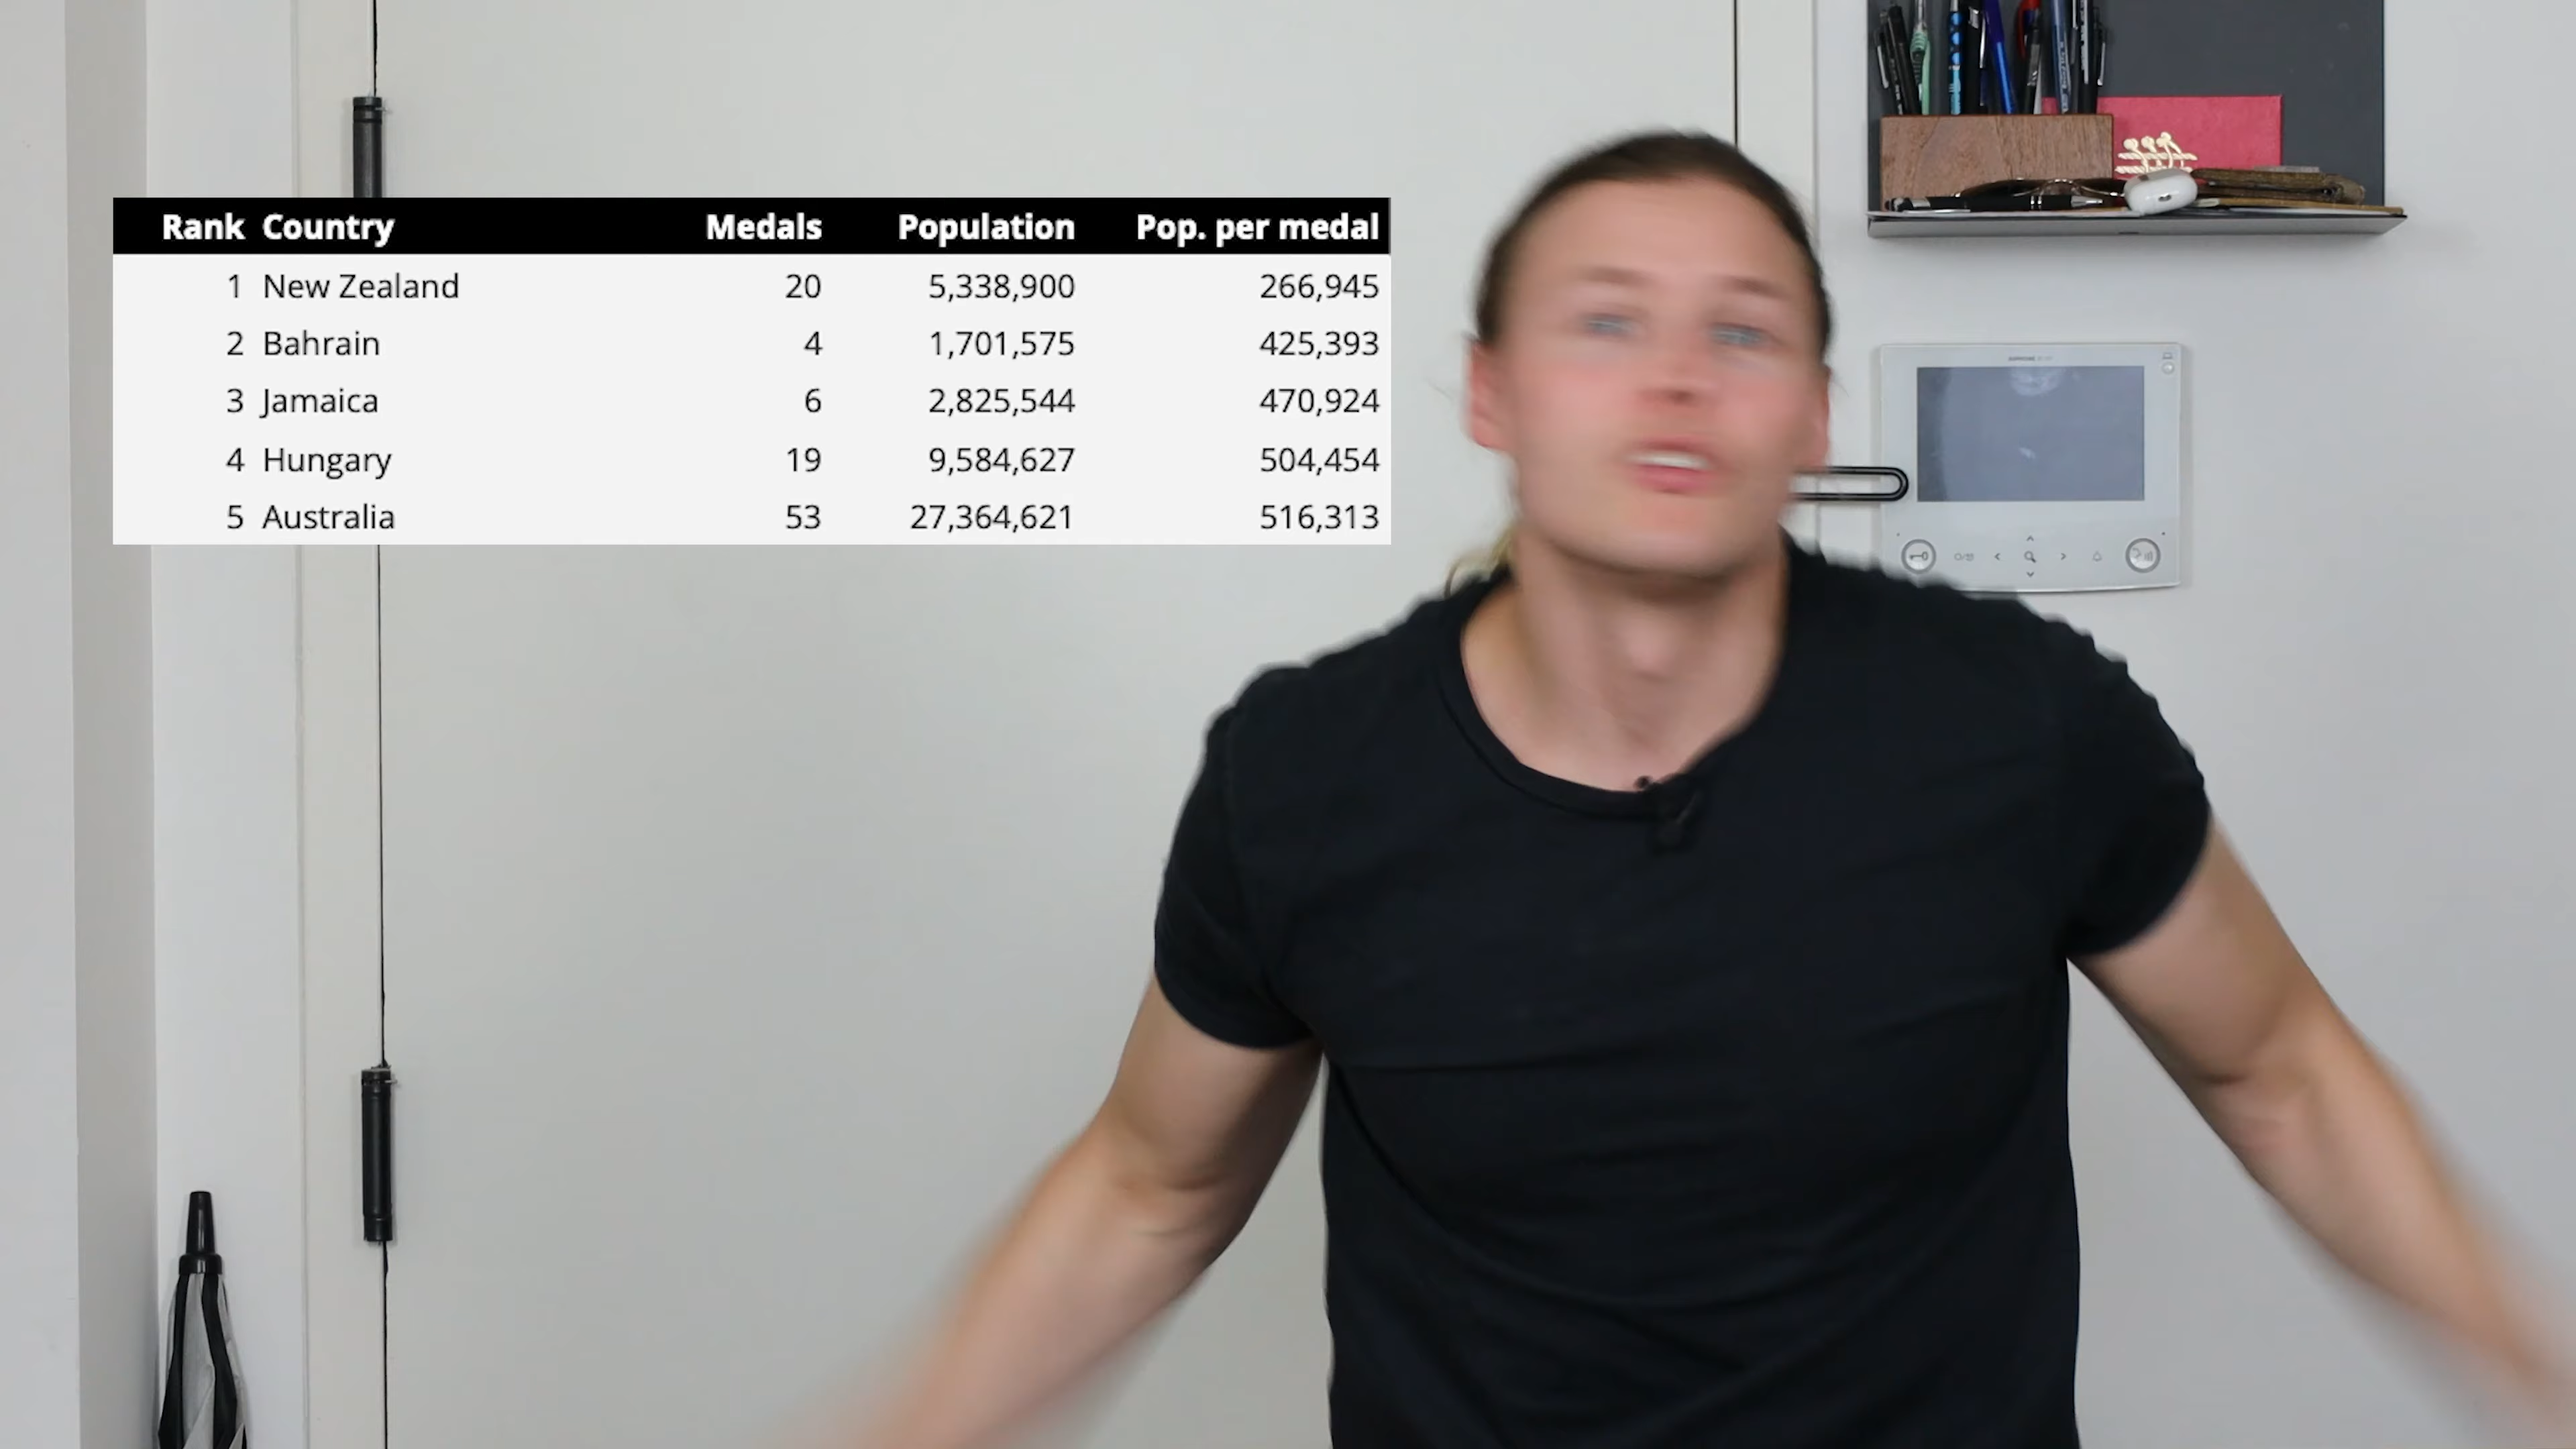 Rank Country Medals Population Pop. per medal
1 New Zealand 20 5,338,900 266,945
2 Bahrain 4 1,701,575 425,393
3 Jamaica 6 2,825,544 470,924
4 Hungary 19 9,584,627 504,454
5 Australia 53 27,364,621 516,313